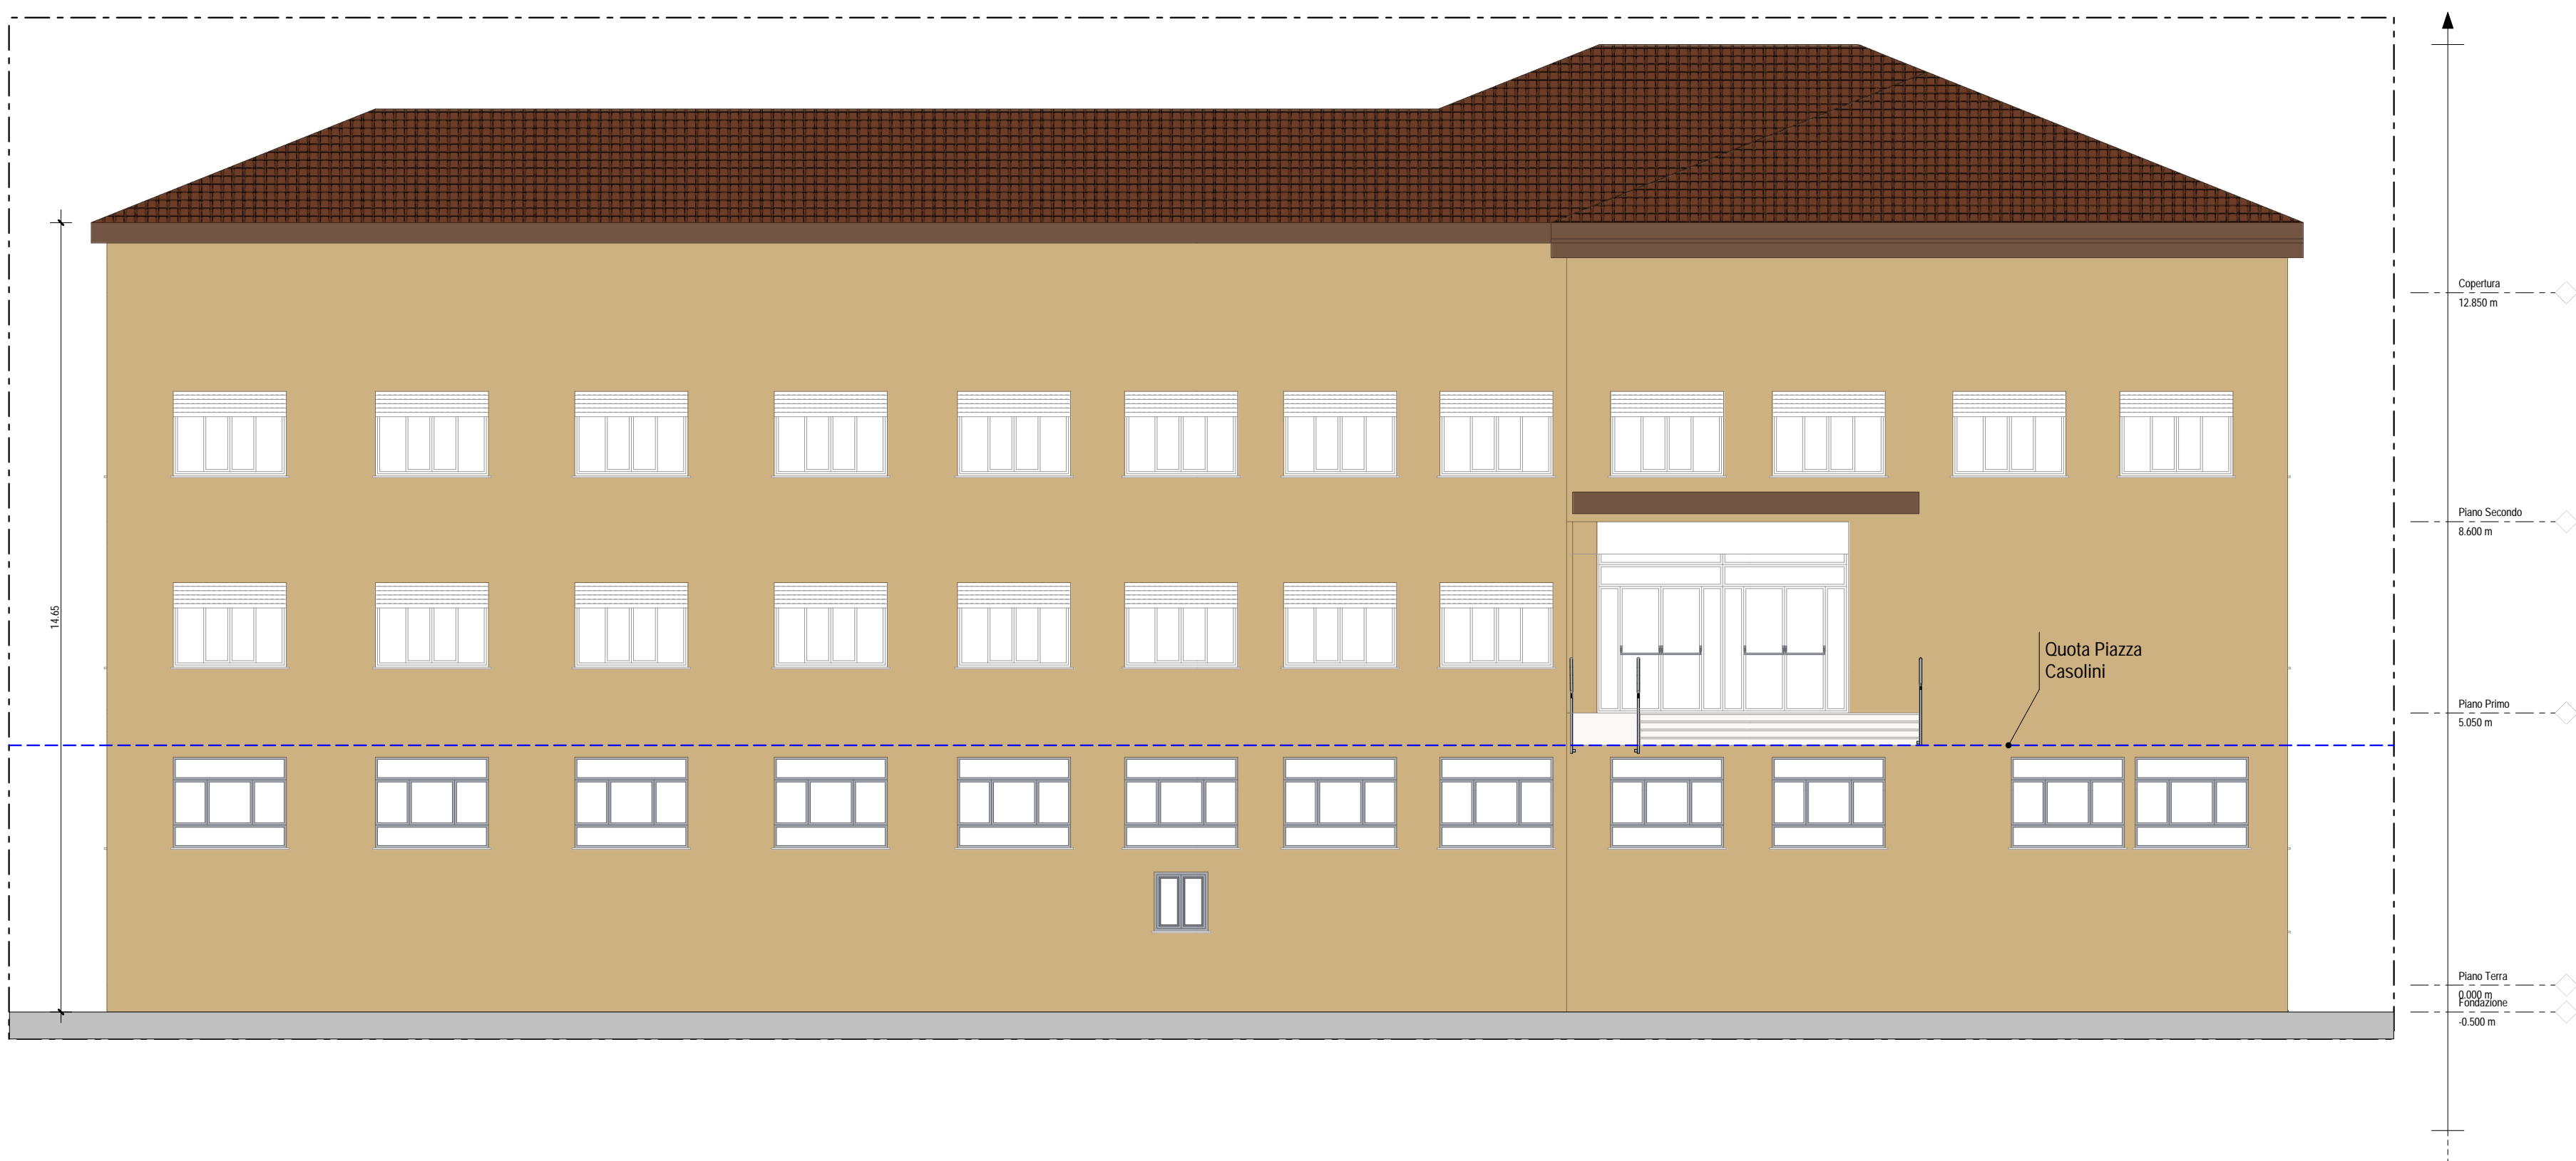 Copertura
12.850 m
Piano Secondo
8.600 m
14.65
Quota Piazza
Casolini
Piano Primo
5.050 m
Piano Terra
0.000 m
Fondazione
-0.500 m